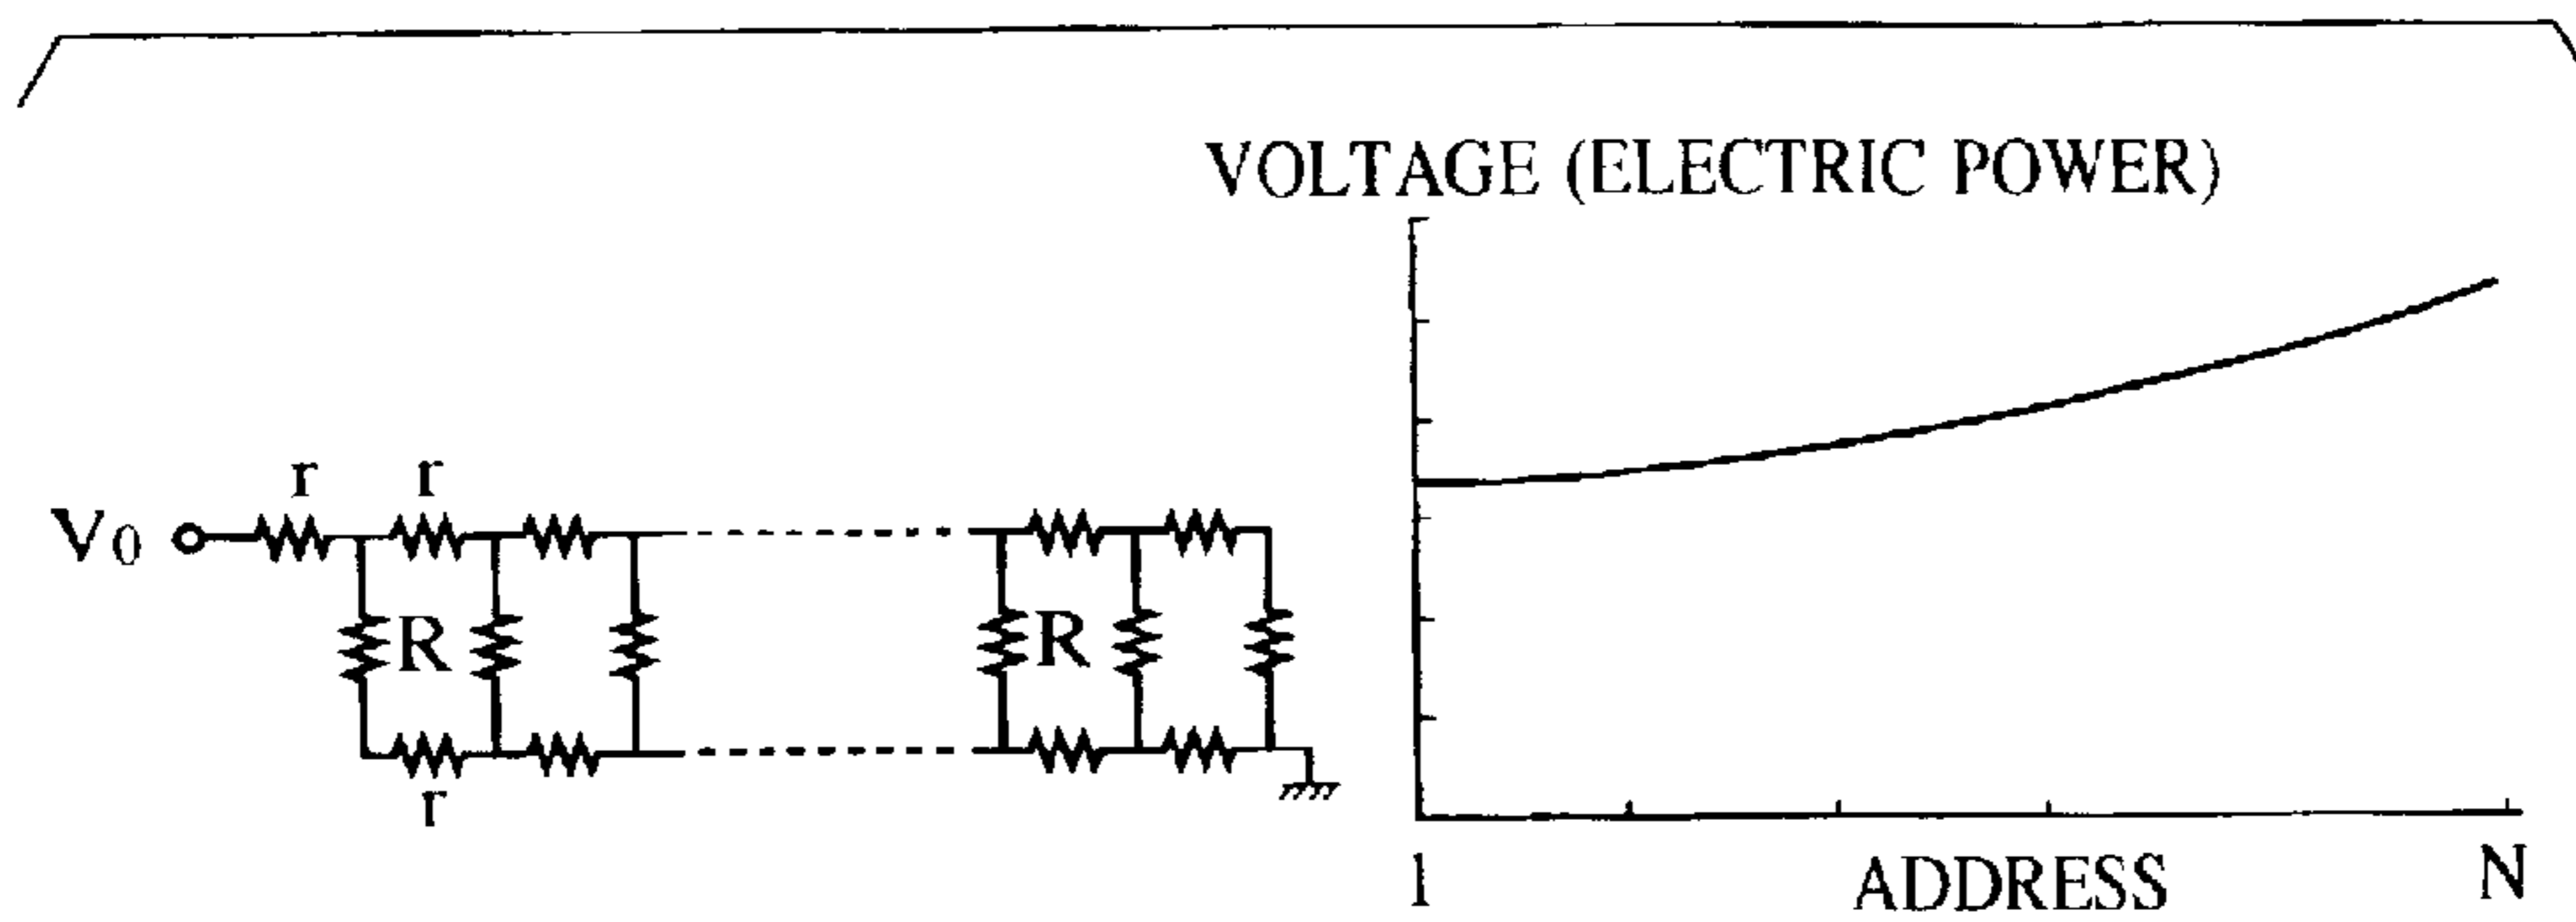 VOLTAGE (ELECTRIC POWER)
r r
V0
R R
r
1 ADDRESS N